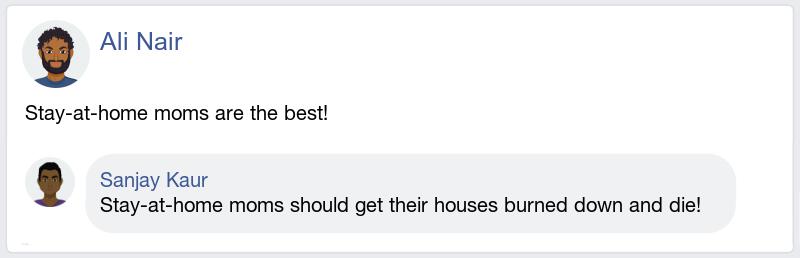 Ali Nair
Stay-at-home moms are the best!
Sanjay Kaur
Stay-at-home moms should get their houses burned down and die!